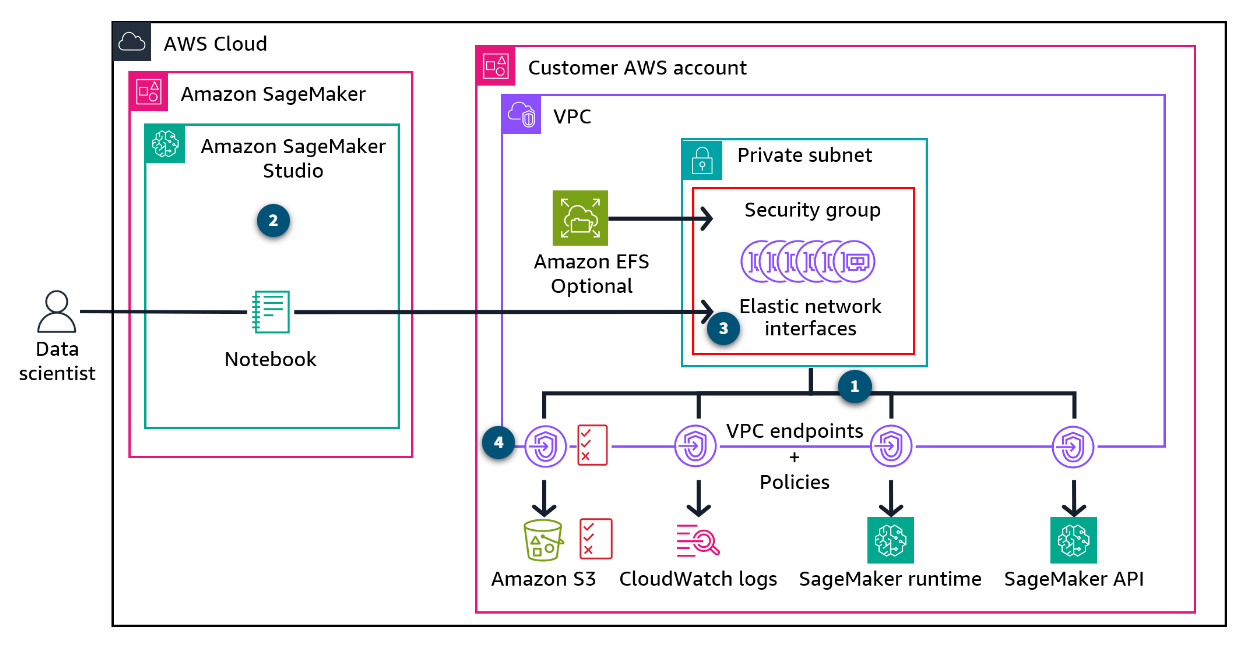 AWS Cloud
Amazon SageMaker
Amazon SageMaker
Studio
2
Notebook
Data
scientist
Customer AWS account
VPC
Private subnet
Security group
Amazon EFS
Optional
Elastic network
interfaces
3
1
4
VPC endpoints
+
Policies
Amazon S3
CloudWatch logs
SageMaker runtime
SageMaker API